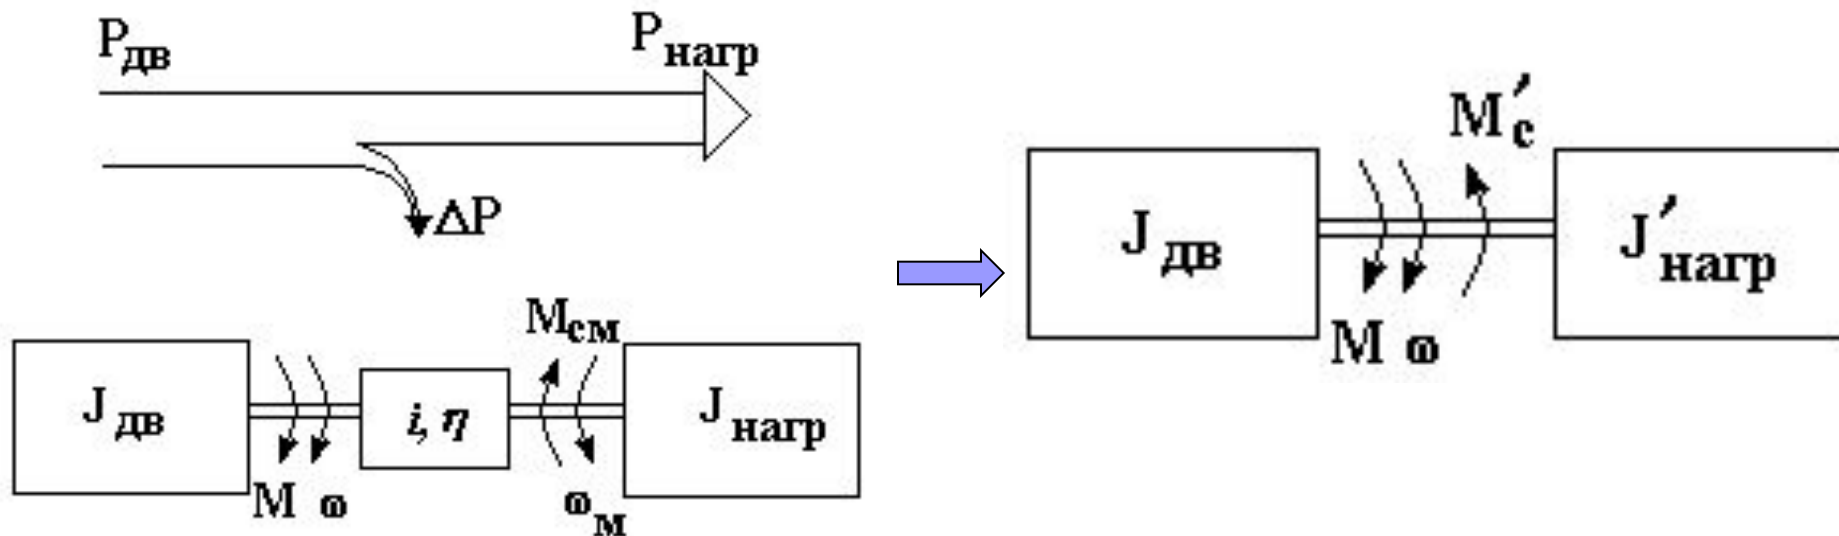 Pдв
Pнагр
ΔP
Jдв
M ω
i, η
Mсм
ωм
Jнагр
M′с
Jдв
M ω
J′нагр